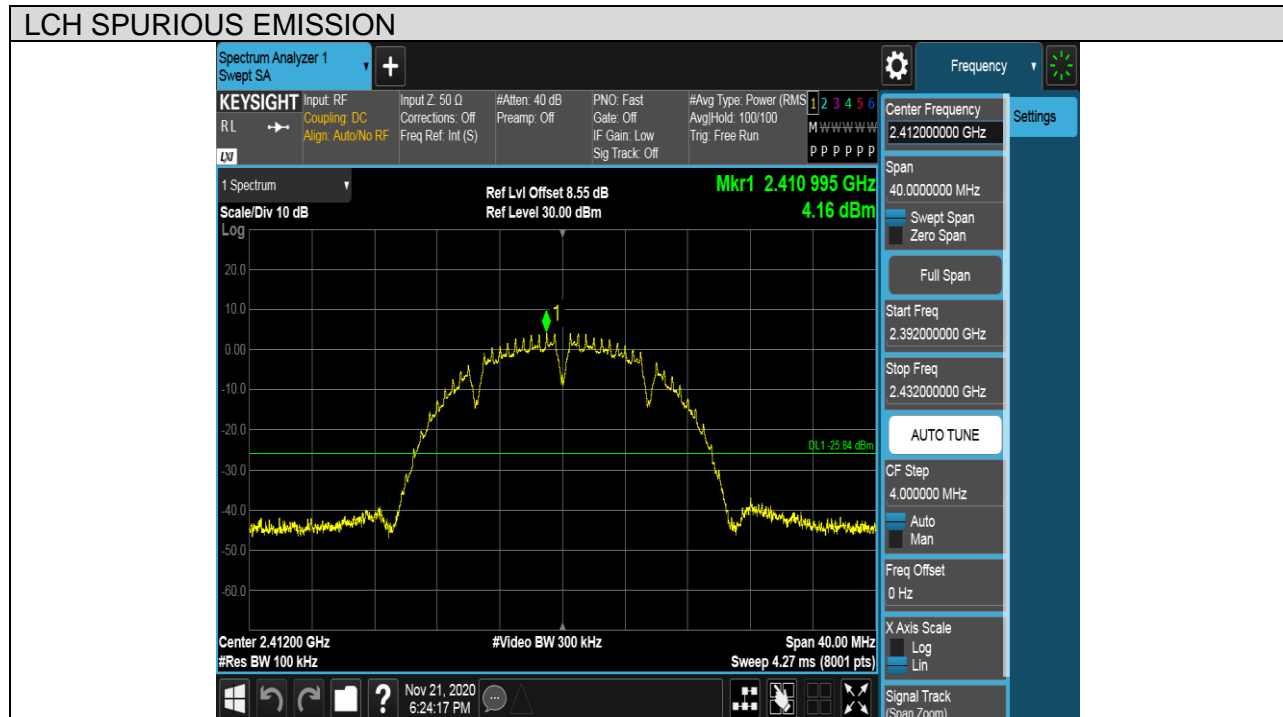 LCH SPURIOUS EMISSION
Spectrum Analyzer 1
Swept SA
+
Frequency
KEYSIGHT
RL
LXI
Input: RF
Coupling: DC
Align: Auto/No RF
Input Z: 50 Ω
Corrections: Off
Freq Ref: Int (S)
#Atten: 40 dB
Preamp: Off
PNO: Fast
Gate: Off
IF Gain: Low
Sig Track: Off
#Avg Type: Power (RMS
Avg|Hold: 100/100
Trig: Free Run
1 2 3 4 5 6
M W W W W W
P P P P P P
1 Spectrum
Scale/Div 10 dB
Ref Lvl Offset 8.55 dB
Ref Level 30.00 dBm
Mkr1 2.410 995 GHz
4.16 dBm
Log
20.0
10.0
0.00
-10.0
-20.0
-30.0
-40.0
-50.0
-60.0
1
DL1 -25.84 dBm
Center 2.41200 GHz
#Res BW 100 kHz
#Video BW 300 kHz
Span 40.00 MHz
Sweep 4.27 ms (8001 pts)
?
Nov 21, 2020
6:24:17 PM
Center Frequency
2.412000000 GHz
Settings
Span
40.0000000 MHz
Swept Span
Zero Span
Full Span
Start Freq
2.392000000 GHz
Stop Freq
2.432000000 GHz
AUTO TUNE
CF Step
4.000000 MHz
Auto
Man
Freq Offset
0 Hz
X Axis Scale
Log
Lin
Signal Track
(Span Zoom)